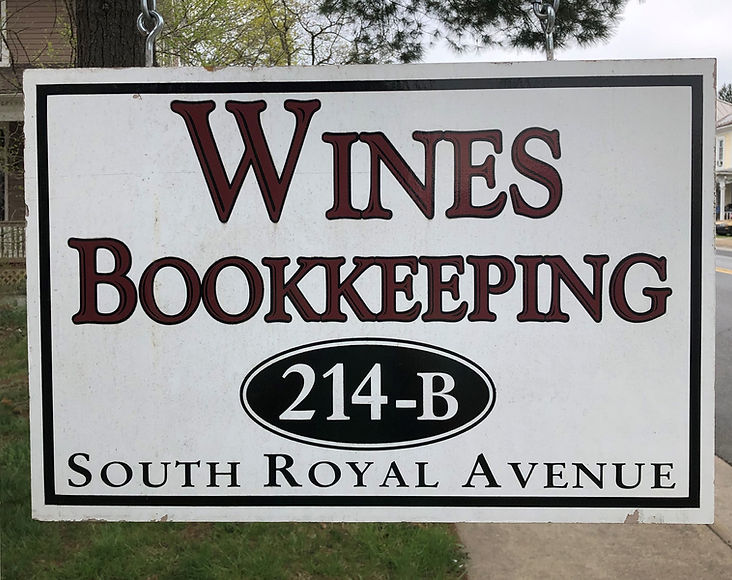 WINES
BOOKKEEPING
214-B
SOUTH ROYAL AVENUE